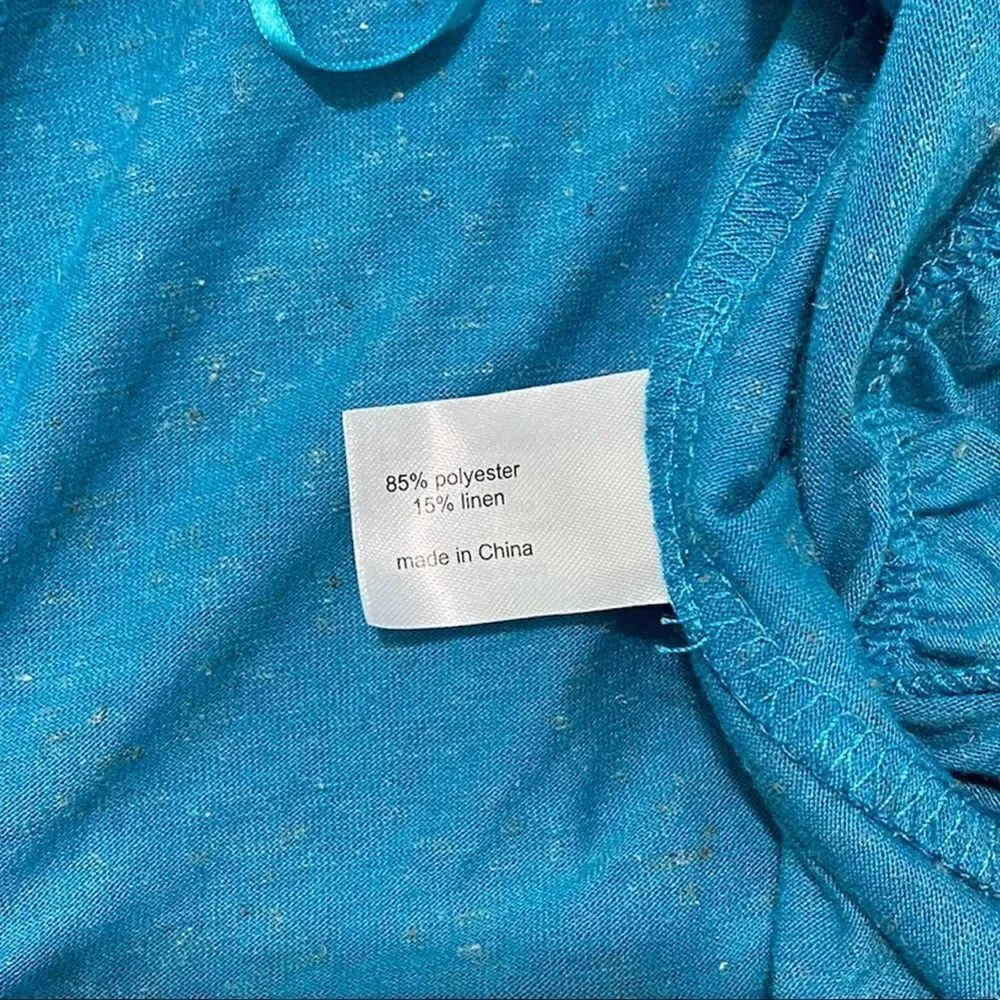 85% polyester
15% linen
made in China